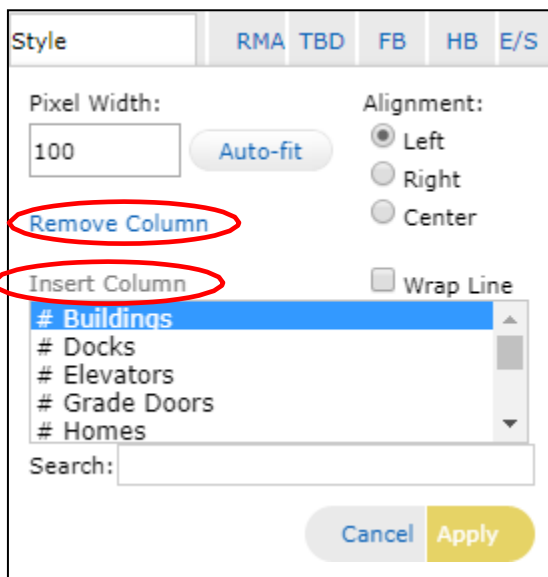 Style RMA TBD FB HB E/S
Pixel Width: Alignment:
100 Auto-fit Left
Right
Remove Column Center
Insert Column Wrap Line
# Buildings
# Docks
# Elevators
# Grade Doors
# Homes
Search:
Cancel Apply